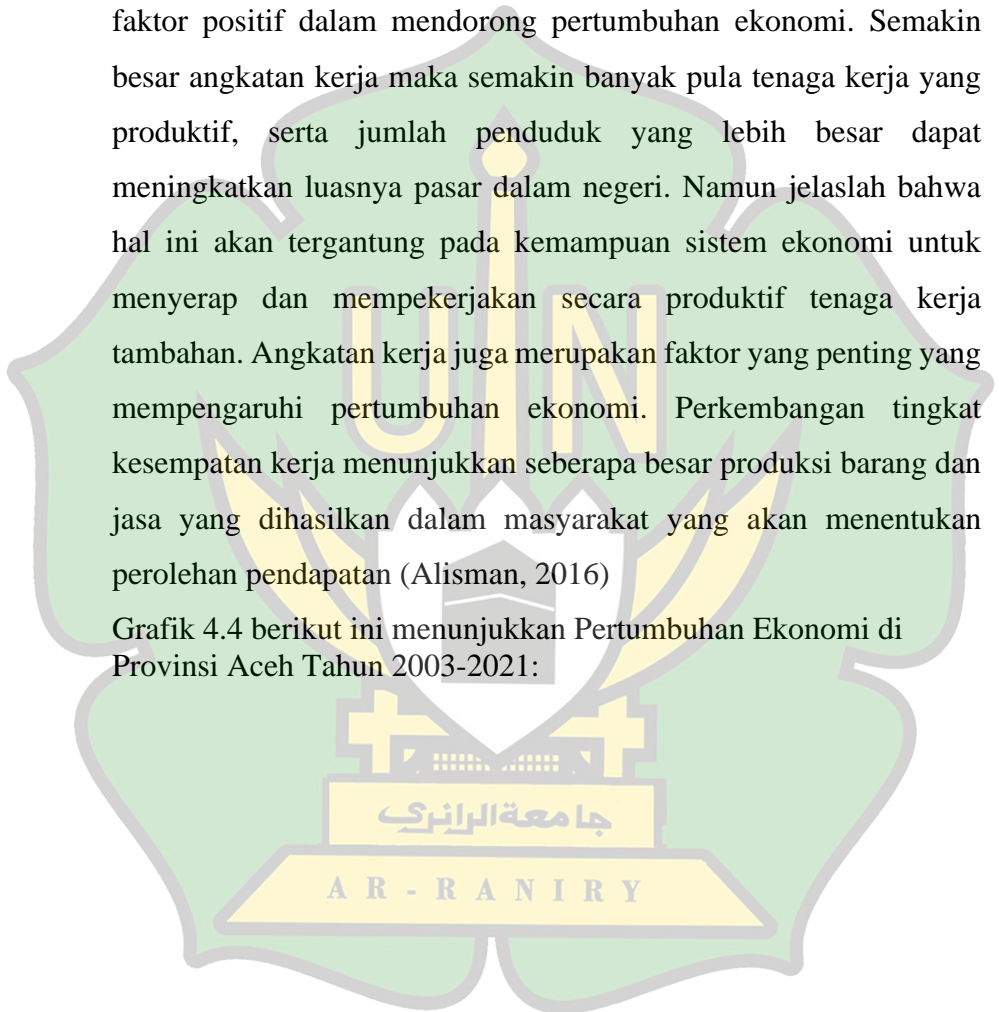 faktor positif dalam mendorong pertumbuhan ekonomi. Semakin
besar angkatan kerja maka semakin banyak pula tenaga kerja yang
produktif, serta jumlah penduduk yang lebih besar dapat
meningkatkan luasnya pasar dalam negeri. Namun jelaslah bahwa
hal ini akan tergantung pada kemampuan sistem ekonomi untuk
menyerap dan mempekerjakan secara produktif tenaga kerja
tambahan. Angkatan kerja juga merupakan faktor yang penting yang
mempengaruhi pertumbuhan ekonomi. Perkembangan tingkat
kesempatan kerja menunjukkan seberapa besar produksi barang dan
jasa yang dihasilkan dalam masyarakat yang akan menentukan
perolehan pendapatan (Alisman, 2016)
Grafik 4.4 berikut ini menunjukkan Pertumbuhan Ekonomi di
Provinsi Aceh Tahun 2003-2021:
UIN
جامعة الرانري
AR-RANIRY